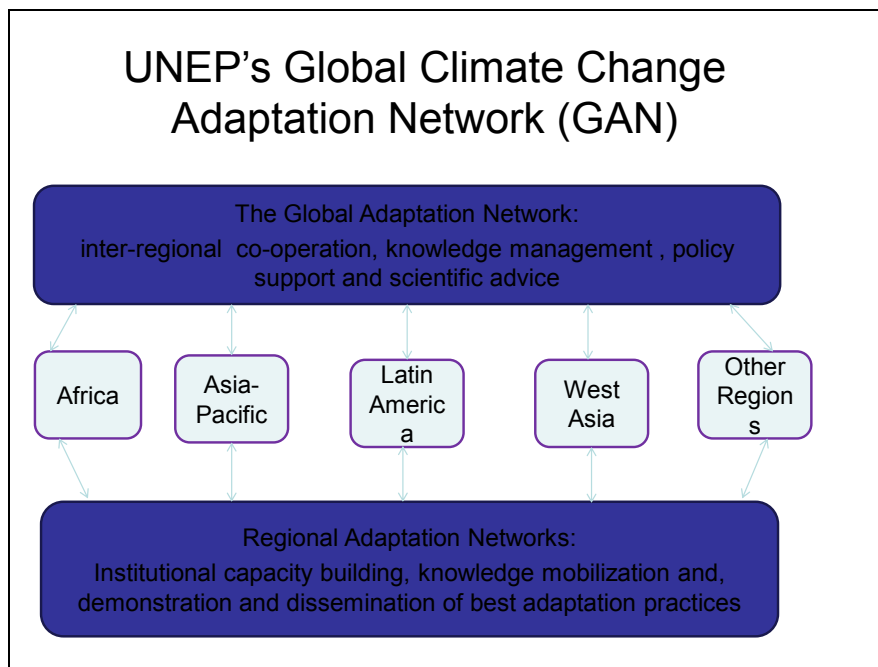 UNEP's Global Climate Change
Adaptation Network (GAN)
The Global Adaptation Network:
inter-regional co-operation, knowledge management , policy
support and scientific advice
Africa
Asia-
Pacific
Latin
Americ
a
West
Asia
Other
Region
s
Regional Adaptation Networks:
Institutional capacity building, knowledge mobilization and,
demonstration and dissemination of best adaptation practices